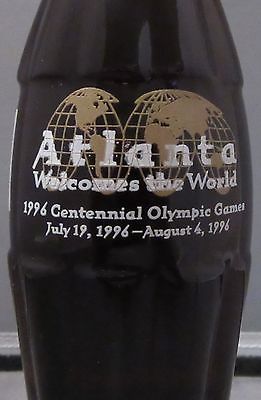 Atlanta
Welcomes the World
1996 Centennial Olympic Games
July 19, 1996—August 4, 1996